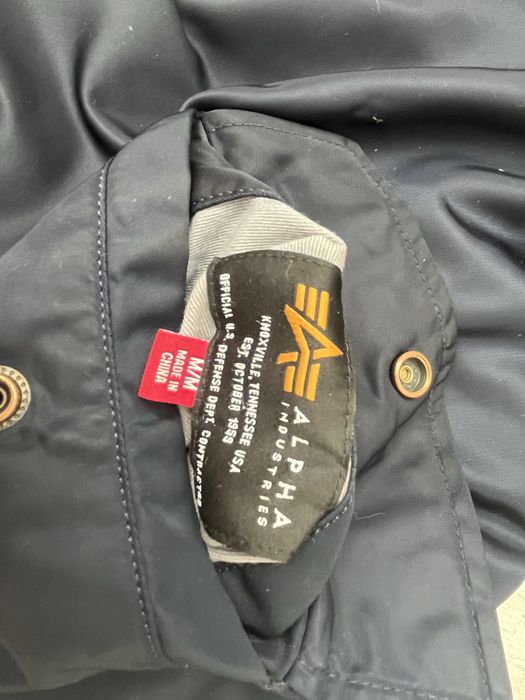 ALPHA
INDUSTRIES
KNOXVILLE, TENNESSEE USA
EST. OCTOBER 1959
OFFICIAL U.S. DEFENSE DEPT. CONTRACTOR
M/M
MADE IN
CHINA